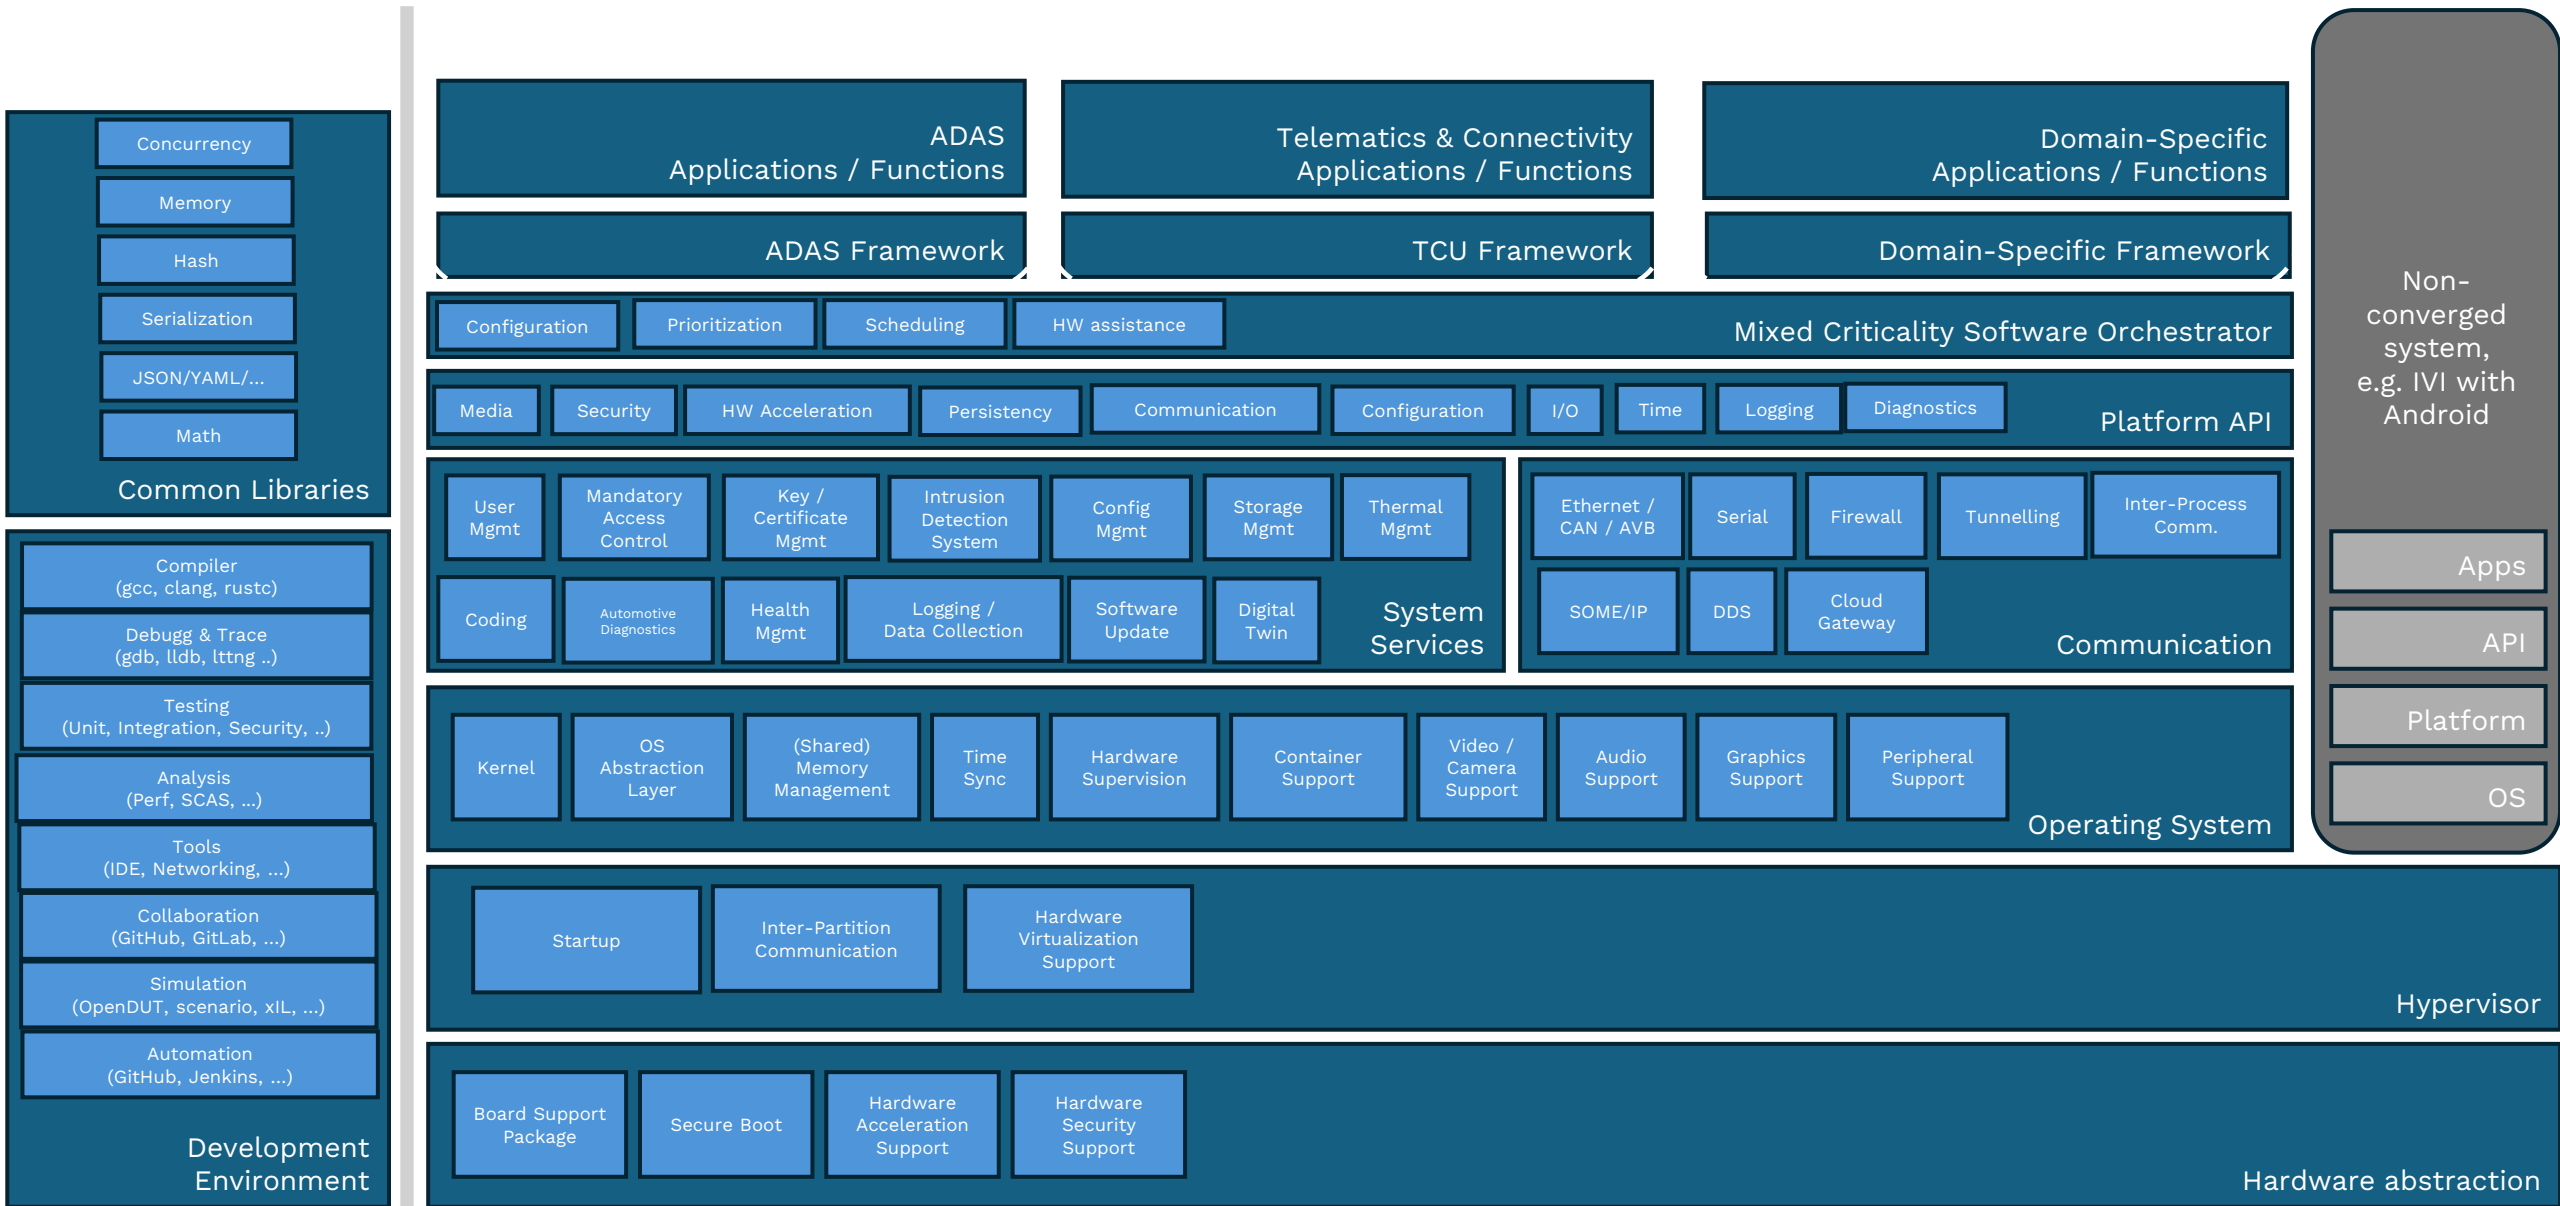 Concurrency
Memory
Hash
Serialization
JSON/YAML/...
Math
Common Libraries
Compiler
(gcc, clang, rustc)
Debugg & Trace
(gdb, lldb, lttng ..)
Testing
(Unit, Integration, Security, ..)
Analysis
(Perf, SCAS, ...)
Tools
(IDE, Networking, ...)
Collaboration
(GitHub, GitLab, ...)
Simulation
(OpenDUT, scenario, xIL, ...)
Automation
(GitHub, Jenkins, ...)
Development
Environment
ADAS
Applications / Functions
Telematics & Connectivity
Applications / Functions
Domain-Specific
Applications / Functions
ADAS Framework
TCU Framework
Domain-Specific Framework
Configuration
Prioritization
Scheduling
HW assistance
Mixed Criticality Software Orchestrator
Media
Security
HW Acceleration
Persistency
Communication
Configuration
I/O
Time
Logging
Diagnostics
Platform API
User
Mgmt
Mandatory
Access
Control
Key /
Certificate
Mgmt
Intrusion
Detection
System
Config
Mgmt
Storage
Mgmt
Thermal
Mgmt
Coding
Automotive
Diagnostics
Health
Mgmt
Logging /
Data Collection
Software
Update
Digital
Twin
System
Services
Ethernet /
CAN / AVB
Serial
Firewall
Tunnelling
Inter-Process
Comm.
SOME/IP
DDS
Cloud
Gateway
Communication
Kernel
OS
Abstraction
Layer
(Shared)
Memory
Management
Time
Sync
Hardware
Supervision
Container
Support
Video /
Camera
Support
Audio
Support
Graphics
Support
Peripheral
Support
Operating System
Startup
Inter-Partition
Communication
Hardware
Virtualization
Support
Hypervisor
Board Support
Package
Secure Boot
Hardware
Acceleration
Support
Hardware
Security
Support
Hardware abstraction
Non-
converged
system,
e.g. IVI with
Android
Apps
API
Platform
OS